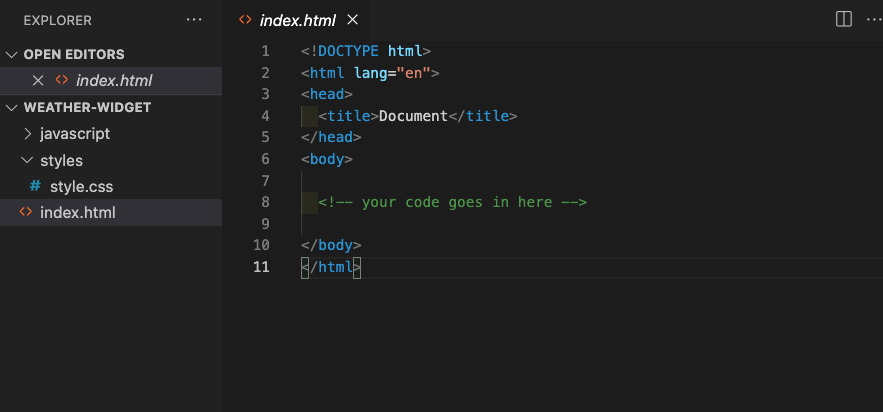 EXPLORER ···
OPEN EDITORS
index.html
WEATHER-WIDGET
javascript
styles
# style.css
<> index.html
<> index.html
1 <!DOCTYPE html>
2 <html lang="en">
3 <head>
4 <title>Document</title>
5 </head>
6 <body>
7
8 <!-- your code goes in here -->
9
10 </body>
11 </html>